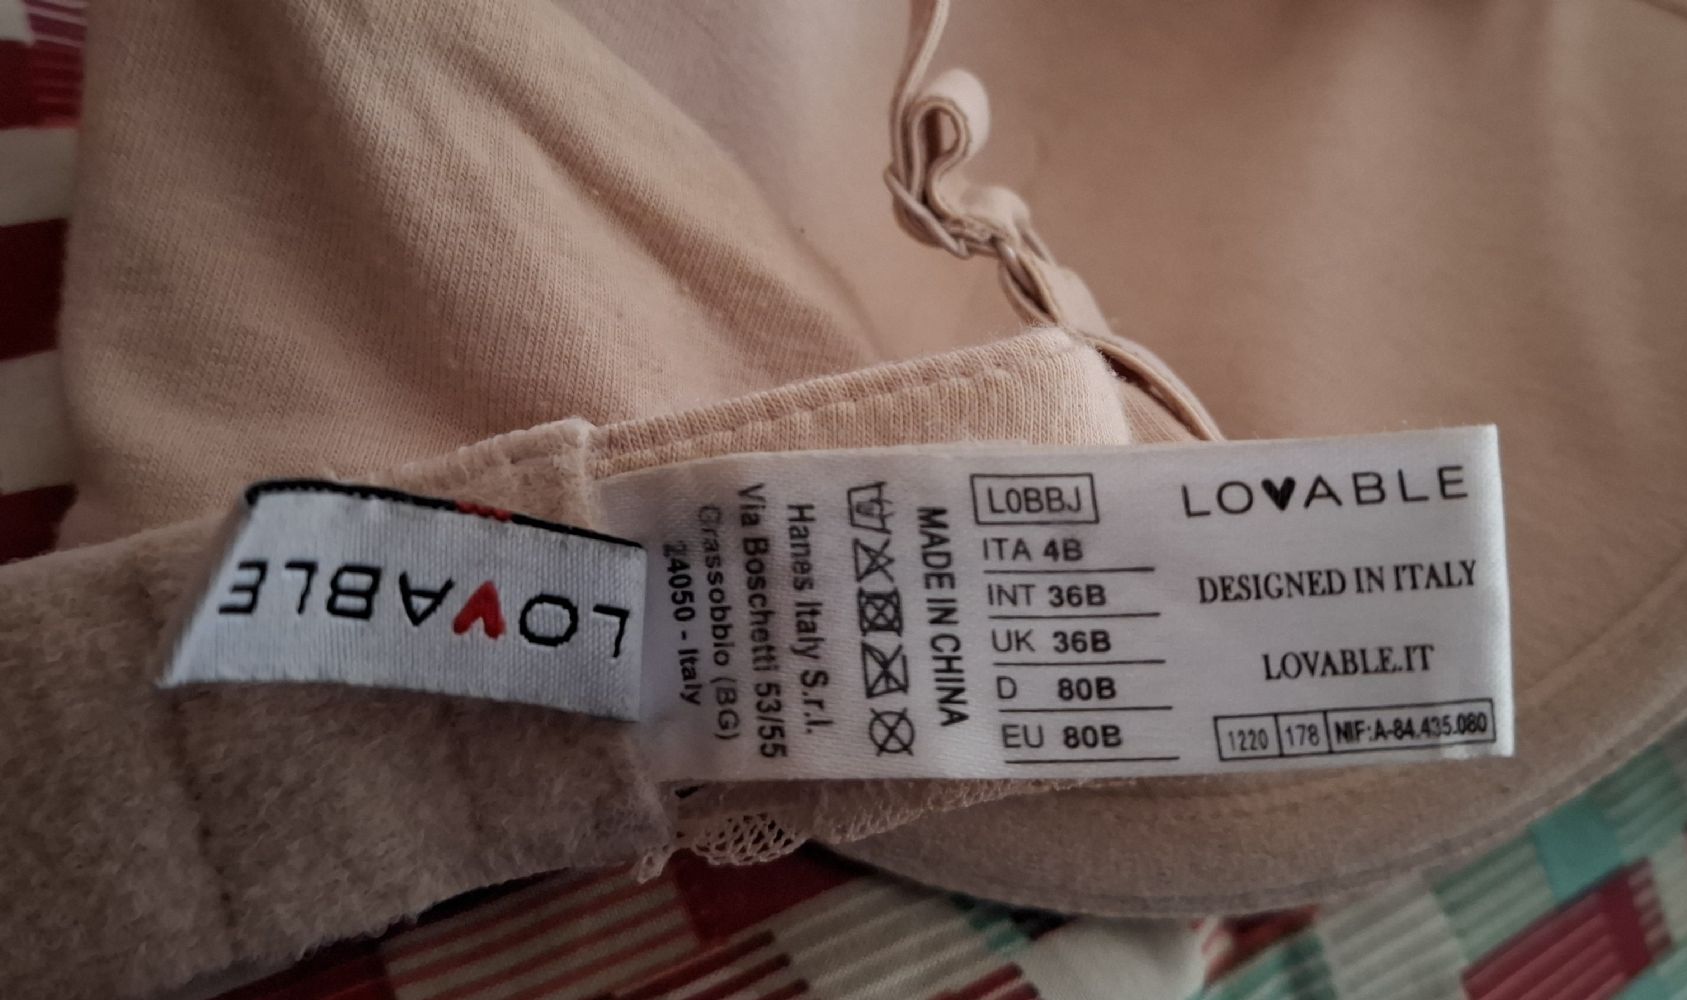 LOVABLE
Hanes Italy S.r.l.
Via Boschetti 53/55
Grassobbio (BG)
24050 - Italy
MADE IN CHINA
L0BBJ
ITA 4B
INT 36B
UK 36B
D 80B
EU 80B
LOVABLE
DESIGNED IN ITALY
LOVABLE.IT
1220 178 NIF:A-84.435.080